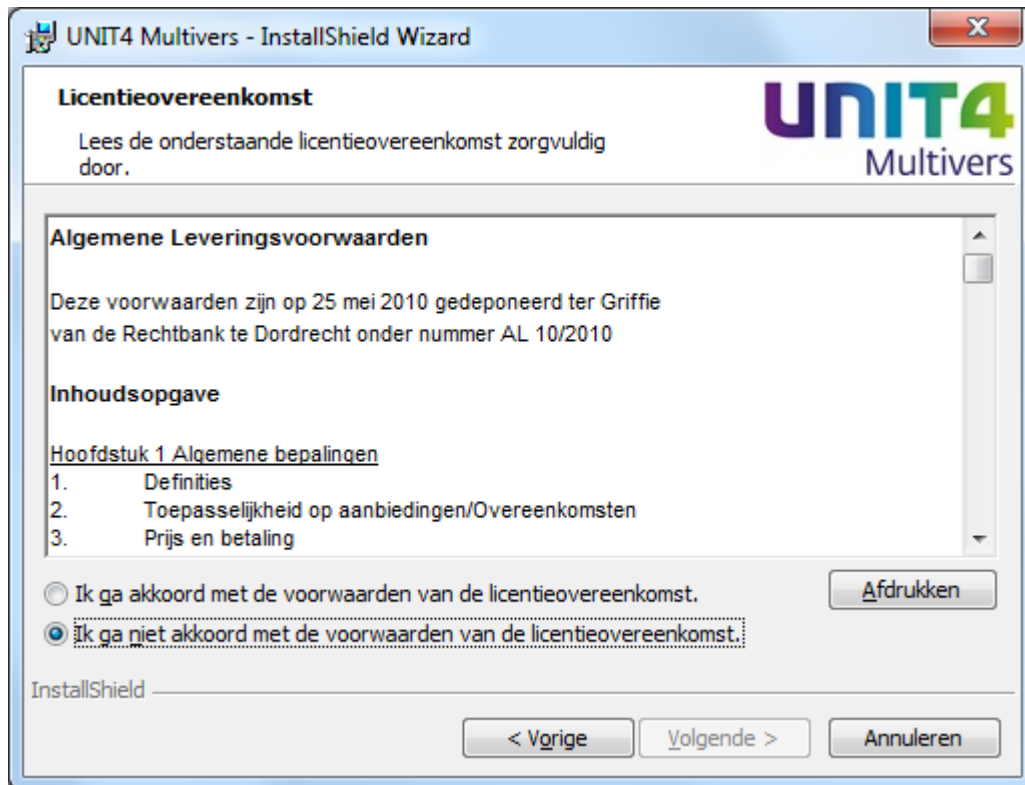 UNIT4 Multivers - InstallShield Wizard
Licentieovereenkomst
Lees de onderstaande licentieovereenkomst zorgvuldig
door.
UNIT4
Multivers
Algemene Leveringsvoorwaarden
Deze voorwaarden zijn op 25 mei 2010 gedeponeerd ter Griffie
van de Rechtbank te Dordrecht onder nummer AL 10/2010
Inhoudsopgave
Hoofdstuk 1 Algemene bepalingen
1. Definities
2. Toepasselijkheid op aanbiedingen/Overeenkomsten
3. Prijs en betaling
Ik ga akkoord met de voorwaarden van de licentieovereenkomst.
Afdrukken
Ik ga niet akkoord met de voorwaarden van de licentieovereenkomst.
InstallShield
< Vorige
Volgende >
Annuleren